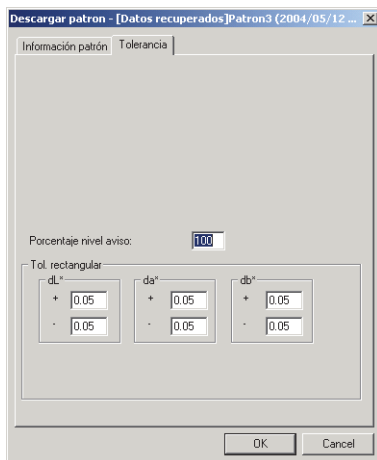 Descargar patron - [Datos recuperados]Patron3 (2004/05/12 ...
Información patrón Tolerancia
Porcentaje nivel aviso: 100
Tol. rectangular
dL* da* db*
+ 0.05 + 0.05 + 0.05
- 0.05 - 0.05 - 0.05
OK Cancel